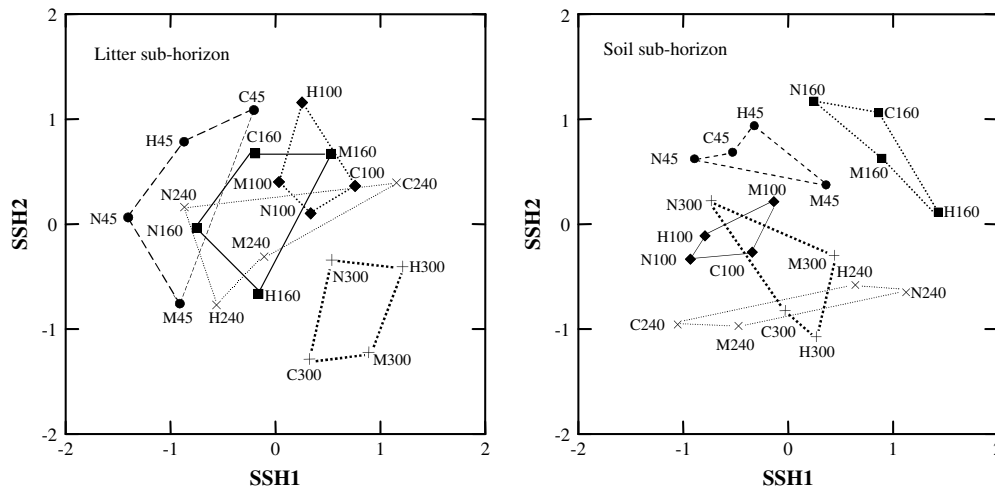 Litter sub-horizon
2
1
0
-1
-2
SSH2
C45
H100
H45
C160
M160
M100
C100
C240
N240
N100
N45
N160
M240
N300
H300
M45
H240
H160
C300
M300
-2
-1
0
1
2
SSH1
Soil sub-horizon
2
1
0
-1
-2
SSH2
N160
C160
H45
C45
N45
M160
M100
M45
N300
H160
H100
N100
C100
M300
H240
N240
C240
M240
C300
H300
-2
-1
0
1
2
SSH1